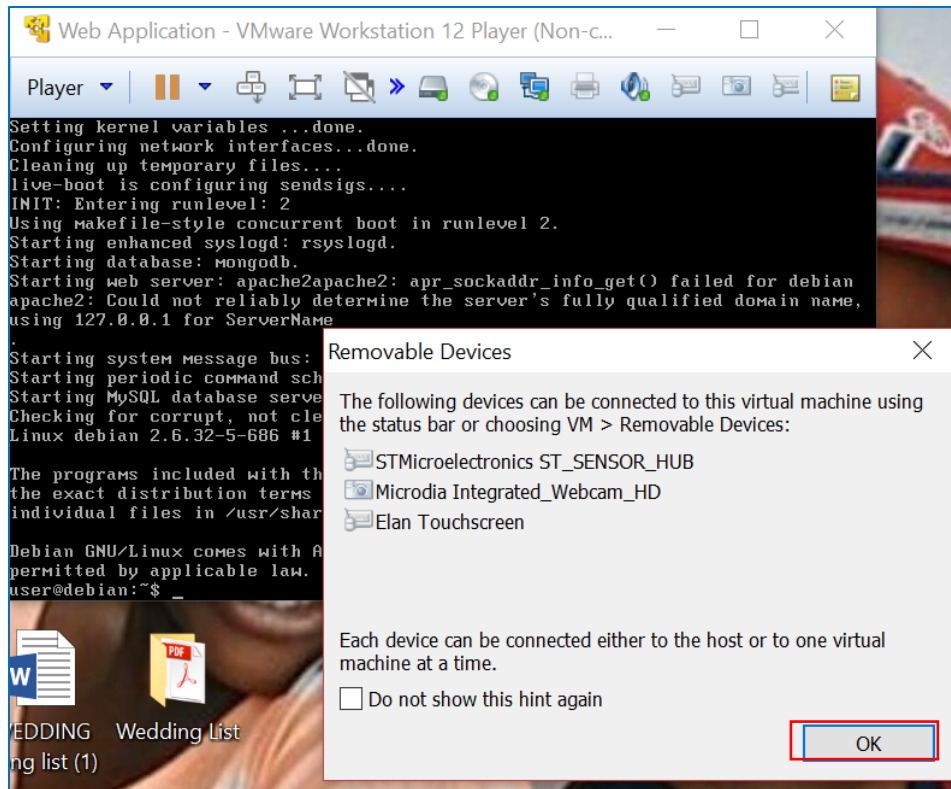 Web Application - VMware Workstation 12 Player (Non-c...
Player
Setting kernel variables ...done.
Configuring network interfaces...done.
Cleaning up temporary files....
live-boot is configuring sendsigs....
INIT: Entering runlevel: 2
Using makefile-style concurrent boot in runlevel 2.
Starting enhanced syslogd: rsyslogd.
Starting database: mongodb.
Starting web server: apache2apache2: apr_sockaddr_info_get() failed for debian
apache2: Could not reliably determine the server's fully qualified domain name,
using 127.0.0.1 for ServerName
.
Starting system message bus:
Starting periodic command sch
Starting MySQL database serve
Checking for corrupt, not cle
Linux debian 2.6.32-5-686 #1
The programs included with th
the exact distribution terms
individual files in /usr/shar
Debian GNU/Linux comes with A
permitted by applicable law.
user@debian:~$ _
Removable Devices
The following devices can be connected to this virtual machine using
the status bar or choosing VM > Removable Devices:
STMicroelectronics ST_SENSOR_HUB
Microdia Integrated_Webcam_HD
Elan Touchscreen
Each device can be connected either to the host or to one virtual
machine at a time.
Do not show this hint again
OK
W
PDF
EDDING
ng list (1)
Wedding List